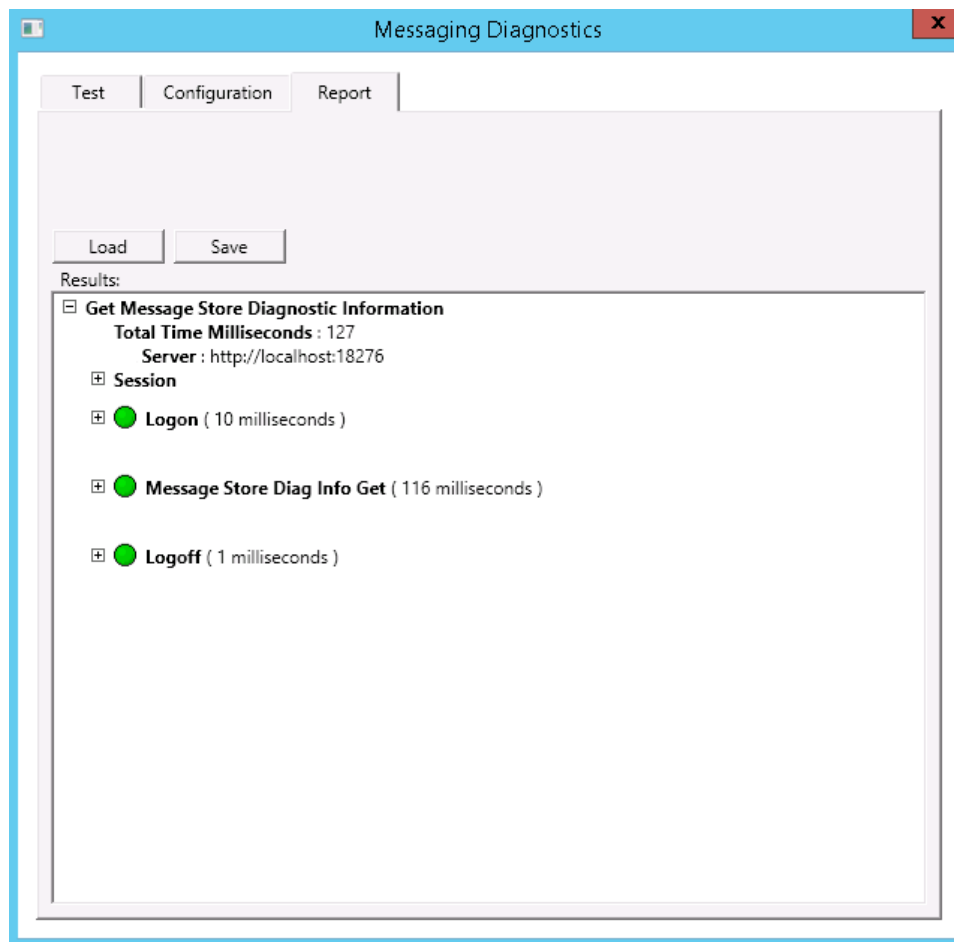 Messaging Diagnostics
x
Test Configuration Report
Load Save
Results:
Get Message Store Diagnostic Information
Total Time Milliseconds : 127
Server : http://localhost:18276
Session
Logon ( 10 milliseconds )
Message Store Diag Info Get ( 116 milliseconds )
Logoff ( 1 milliseconds )